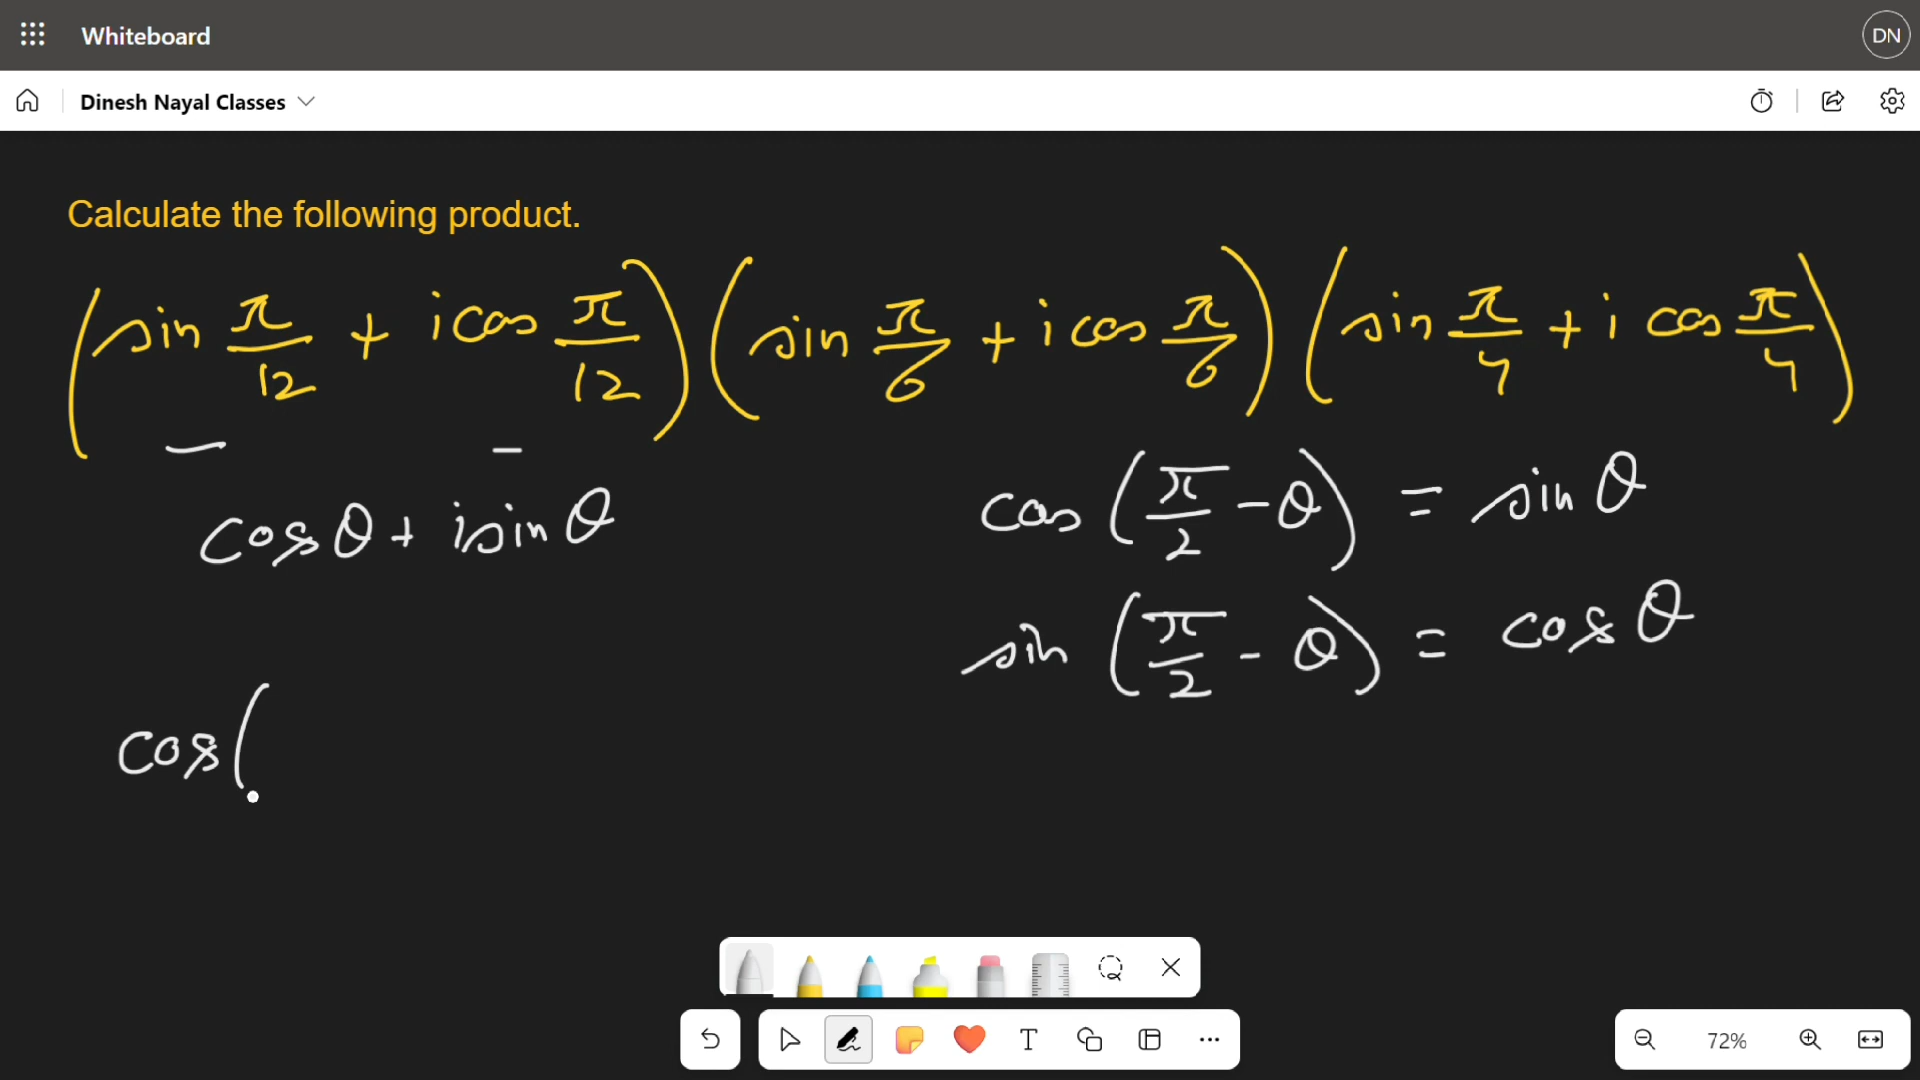 Whiteboard
DN
Dinesh Nayal Classes
Calculate the following product.
(sin π/12 + i cos π/12)(sin π/6 + i cos π/6)(sin π/4 + i cos π/4)
cos θ + i sin θ
cos(π/2 - θ) = sin θ
sin(π/2 - θ) = cos θ
cos(
T
72%